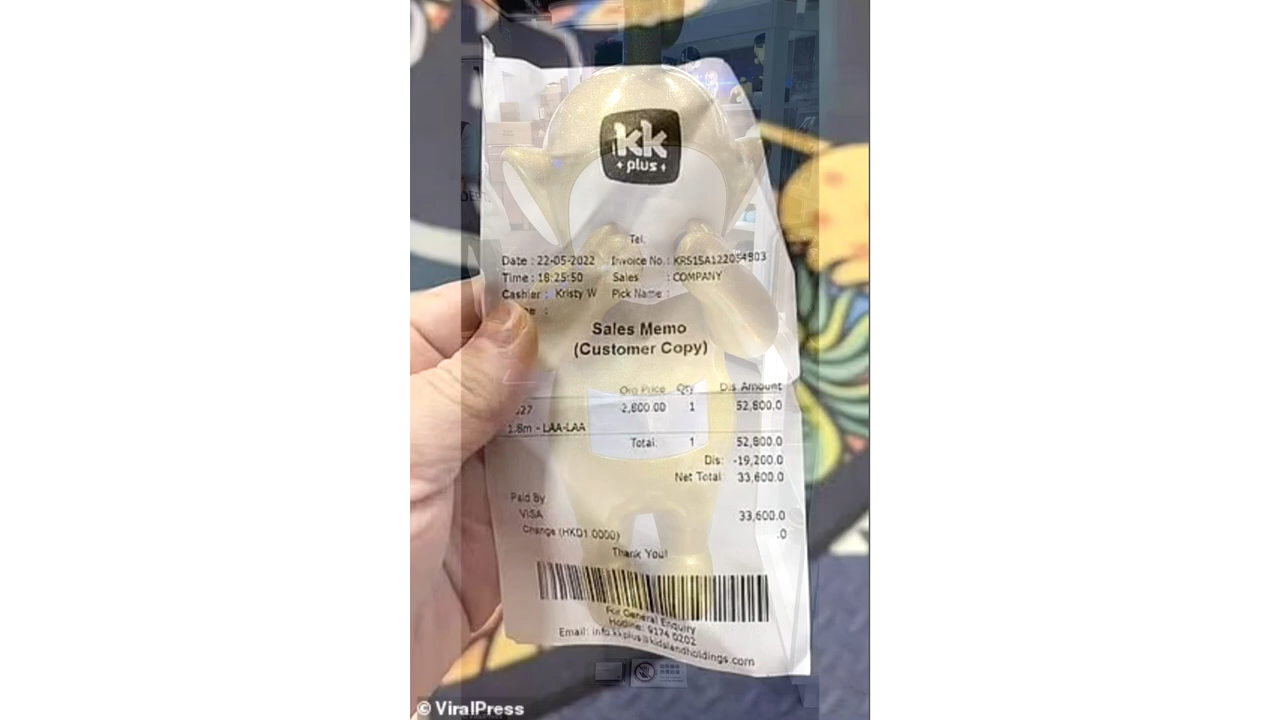 kk
plus
Tel:
Date : 22-05-2022 Invoice No. : KRS1SA122054803
Time : 18:25:50 Sales : COMPANY
Cashier : Kristy W Pick Name :
:
Sales Memo
(Customer Copy)
Org Price Qty Dis Amount
27 2,800.00 1 52,800.0
1.8m - LAA-LAA
Total: 1 52,800.0
Dis: -19,200.0
Net Total: 33,600.0
Paid By
VISA 33,600.0
Change (HKD1.0000) .0
Thank You!
For General Enquiry
Hotline: 9174 0202
Email: info.kkplus@kidslandholdings.com
© ViralPress